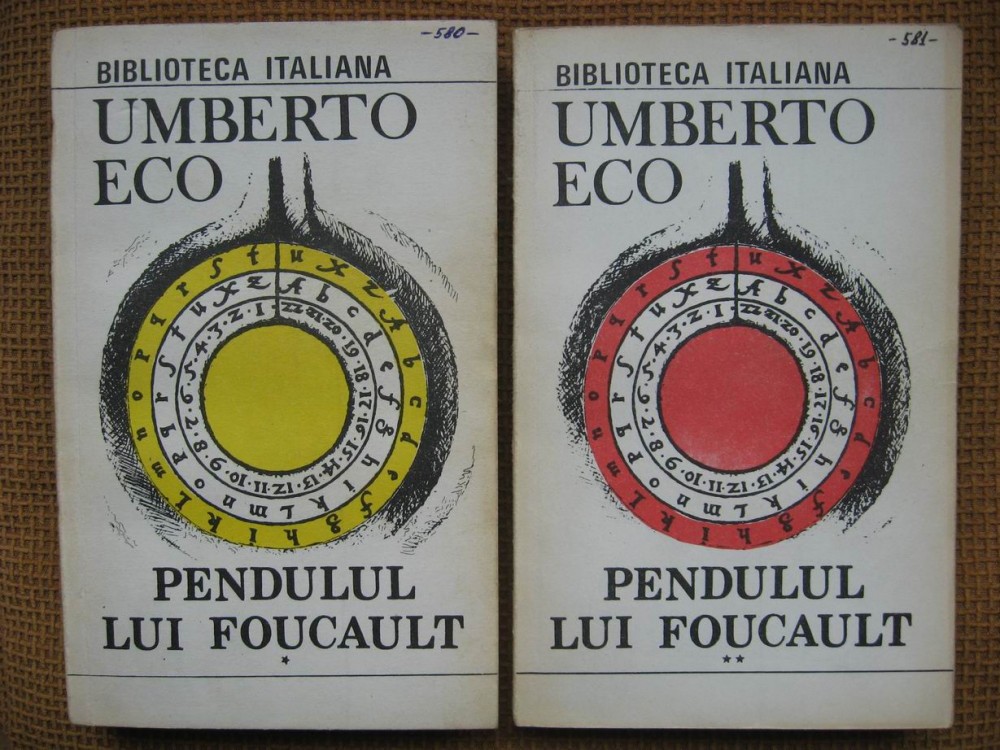 -580-
BIBLIOTECA ITALIANA
UMBERTO
ECO
PENDULUL
LUI FOUCAULT
*
-581-
BIBLIOTECA ITALIANA
UMBERTO
ECO
PENDULUL
LUI FOUCAULT
**